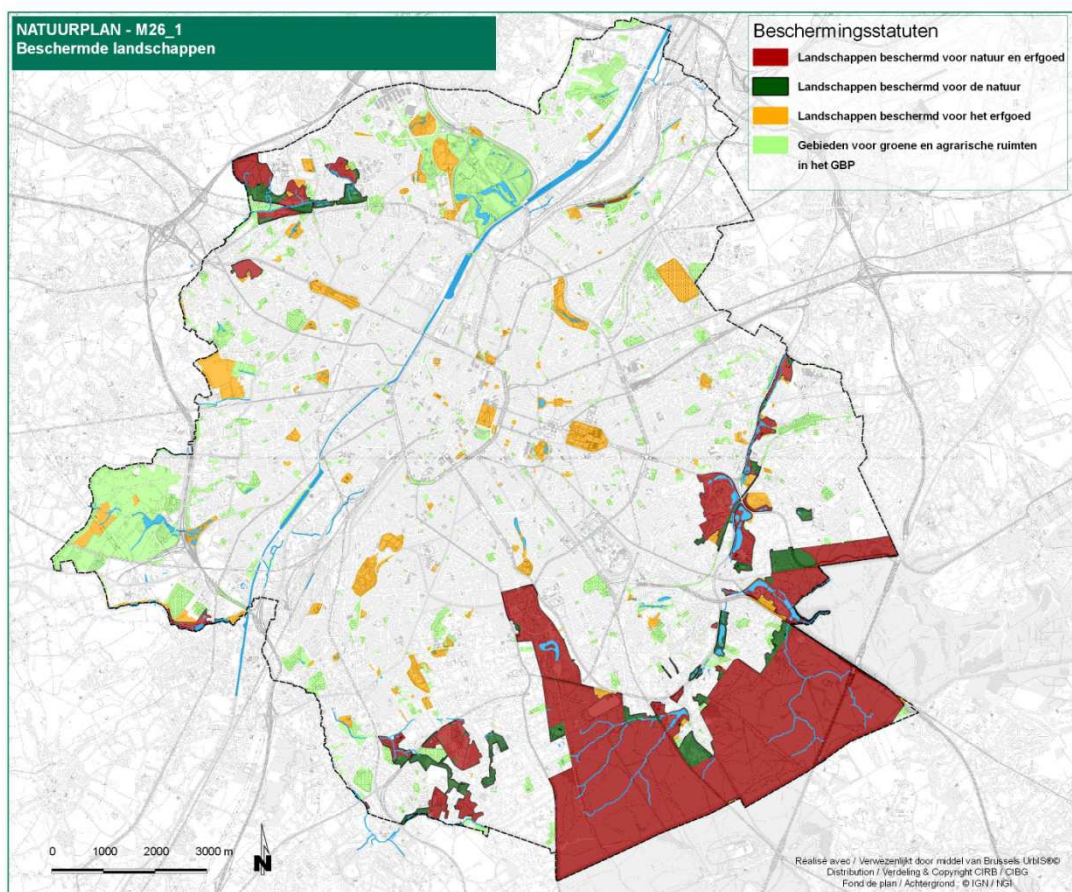 NATUURPLAN - M26_1
Beschermde landschappen
Beschermingsstatuten
Landschappen beschermd voor natuur en erfgoed
Landschappen beschermd voor de natuur
Landschappen beschermd voor het erfgoed
Gebieden voor groene en agrarische ruimten
in het GBP
0 1000 2000 3000 m
N
Réalisé avec / Verwezenlijkt door middel van Brussels UrbIS®©
Distribution / Verdeling & Copyright CIRB / CIBG
Fond de plan / Achtergrond : © IGN / NGI